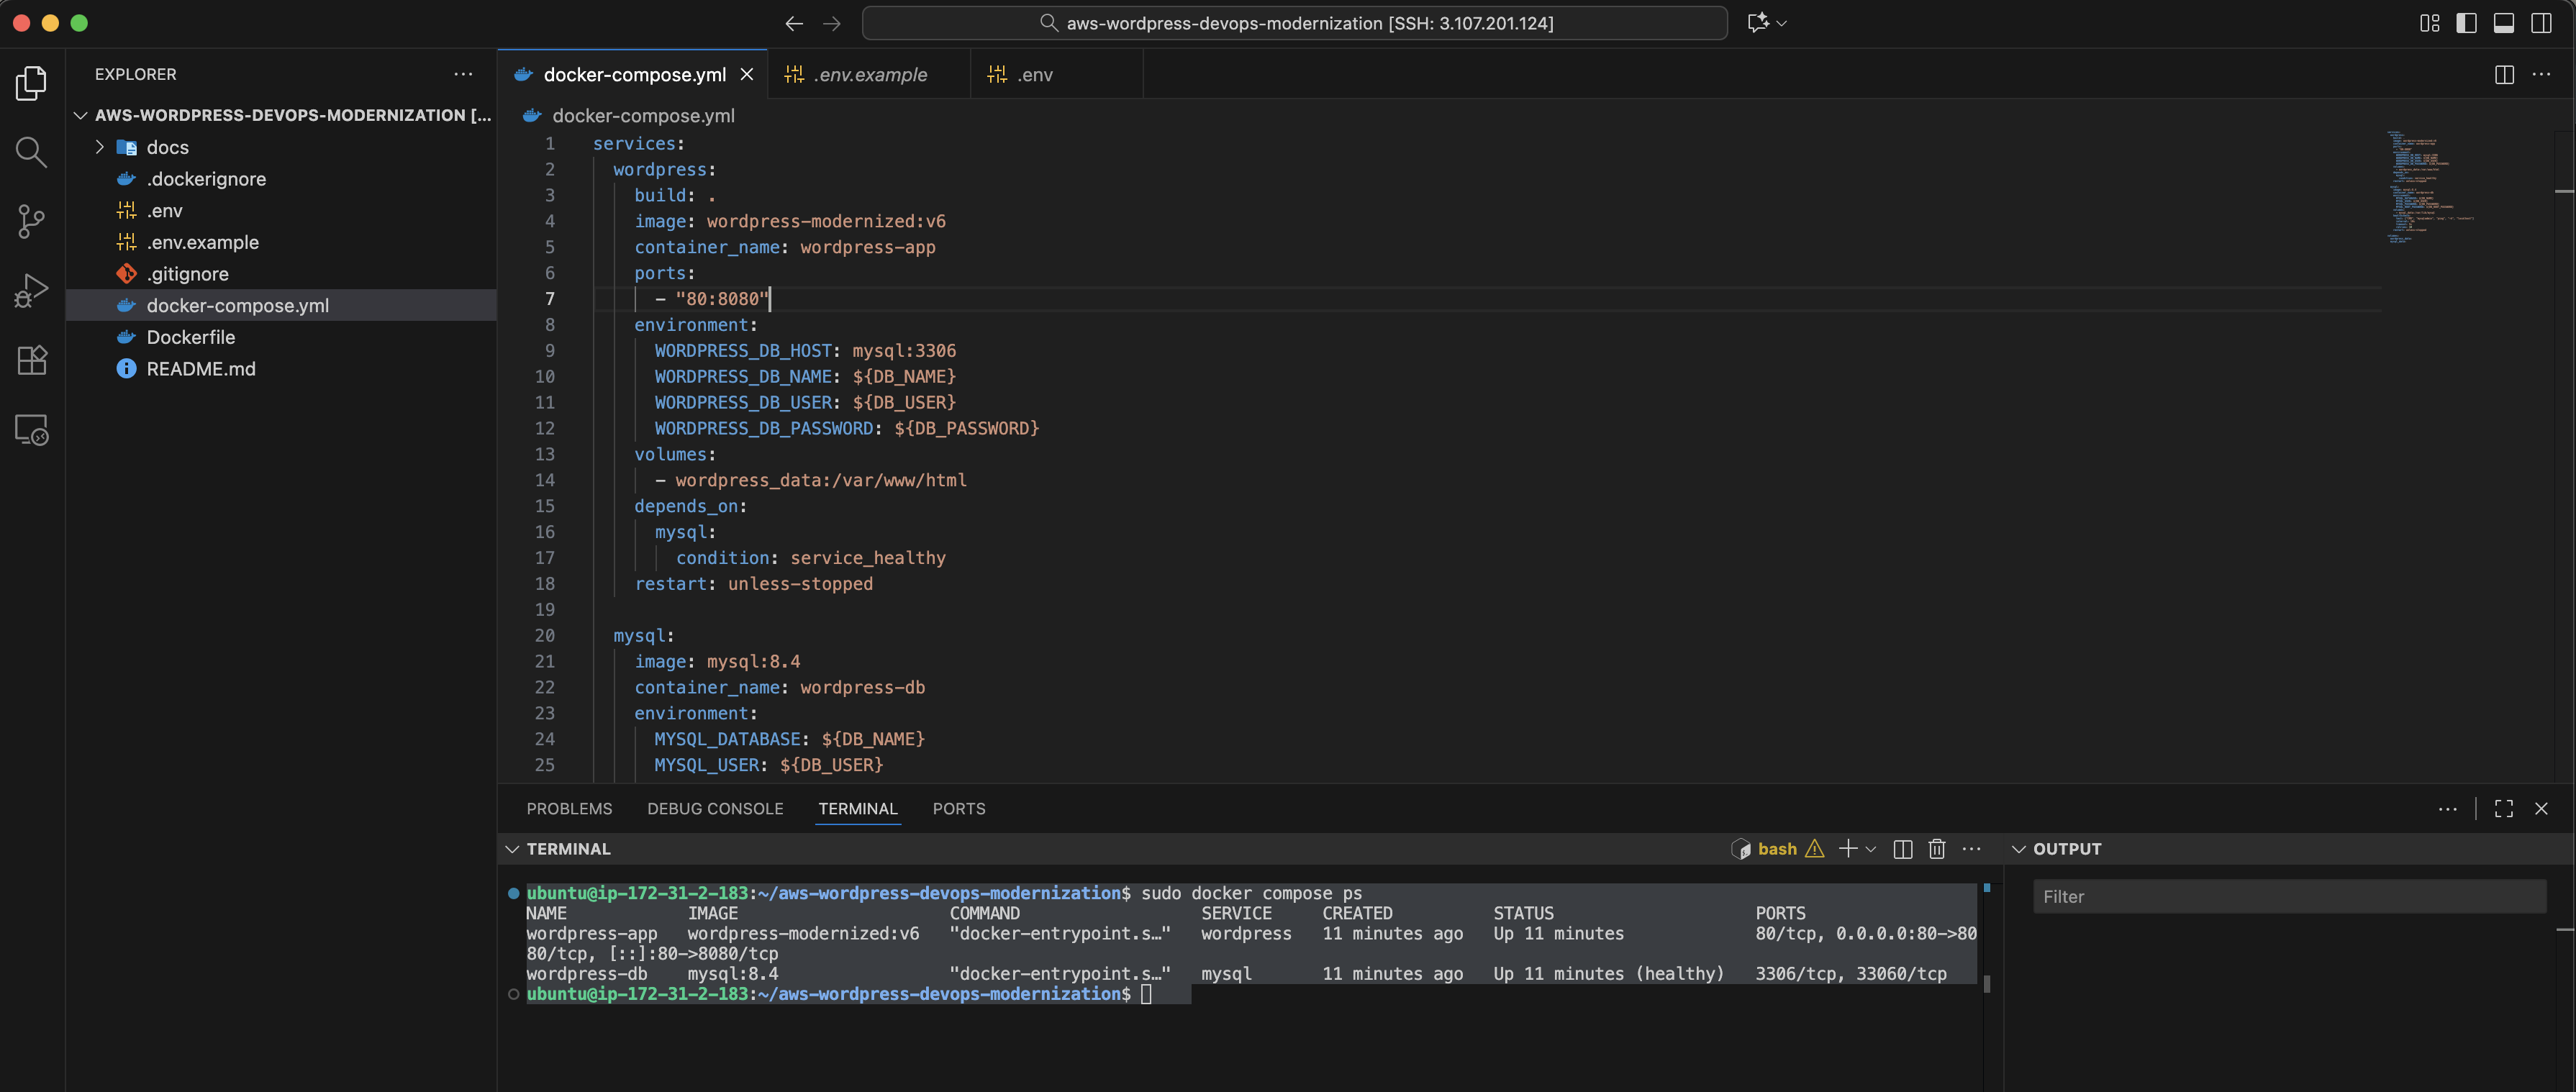 aws-wordpress-devops-modernization [SSH: 3.107.201.124]
EXPLORER
AWS-WORDPRESS-DEVOPS-MODERNIZATION [...
docs
.dockerignore
.env
.env.example
.gitignore
docker-compose.yml
Dockerfile
README.md
docker-compose.yml
.env.example
.env
docker-compose.yml
1 services:
2 wordpress:
3 build: .
4 image: wordpress-modernized:v6
5 container_name: wordpress-app
6 ports:
7 - "80:8080"
8 environment:
9 WORDPRESS_DB_HOST: mysql:3306
10 WORDPRESS_DB_NAME: ${DB_NAME}
11 WORDPRESS_DB_USER: ${DB_USER}
12 WORDPRESS_DB_PASSWORD: ${DB_PASSWORD}
13 volumes:
14 - wordpress_data:/var/www/html
15 depends_on:
16 mysql:
17 condition: service_healthy
18 restart: unless-stopped
19
20 mysql:
21 image: mysql:8.4
22 container_name: wordpress-db
23 environment:
24 MYSQL_DATABASE: ${DB_NAME}
25 MYSQL_USER: ${DB_USER}
PROBLEMS DEBUG CONSOLE TERMINAL PORTS
TERMINAL
bash
OUTPUT
Filter
ubuntu@ip-172-31-2-183:~/aws-wordpress-devops-modernization$ sudo docker compose ps
NAME IMAGE COMMAND SERVICE CREATED STATUS PORTS
wordpress-app wordpress-modernized:v6 "docker-entrypoint.s…" wordpress 11 minutes ago Up 11 minutes 80/tcp, 0.0.0.0:80->80
80/tcp, [::]:80->8080/tcp
wordpress-db mysql:8.4 "docker-entrypoint.s…" mysql 11 minutes ago Up 11 minutes (healthy) 3306/tcp, 33060/tcp
ubuntu@ip-172-31-2-183:~/aws-wordpress-devops-modernization$